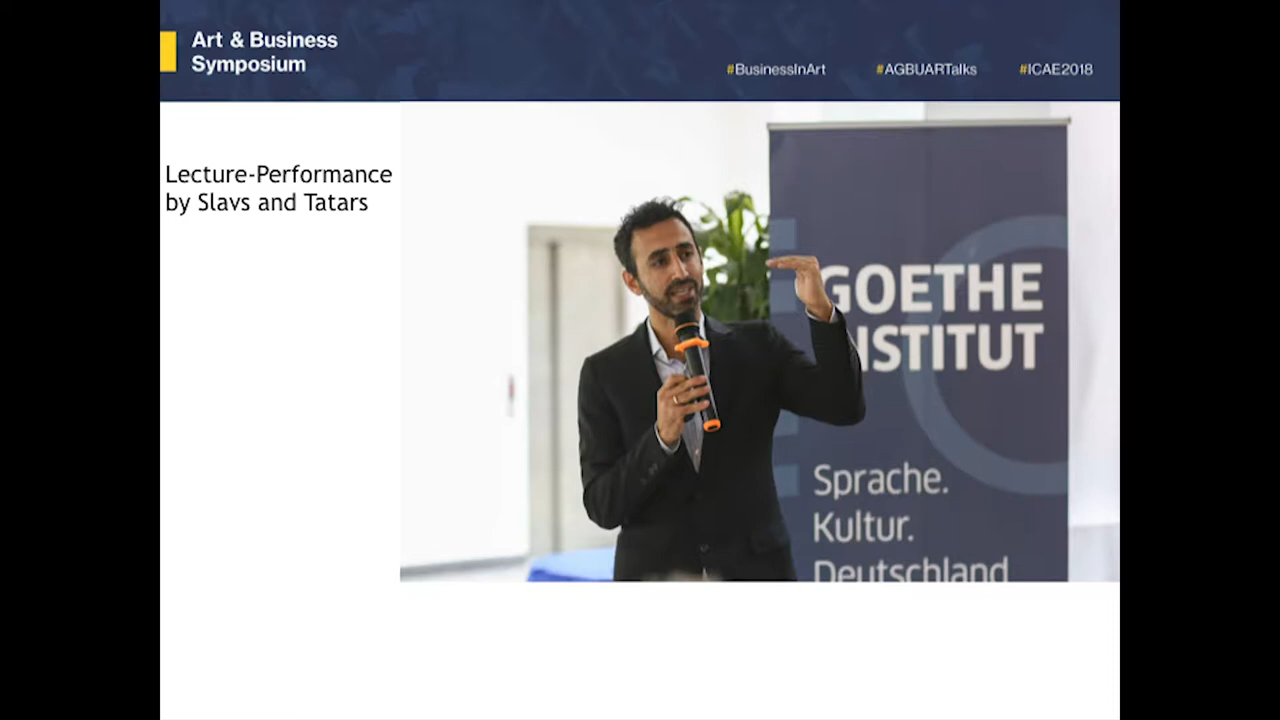 Art & Business
Symposium
#BusinessInArt
#AGBUARTalks
#ICAE2018
Lecture-Performance
by Slavs and Tatars
GOETHE
INSTITUT
Sprache.
Kultur.
Deutschland